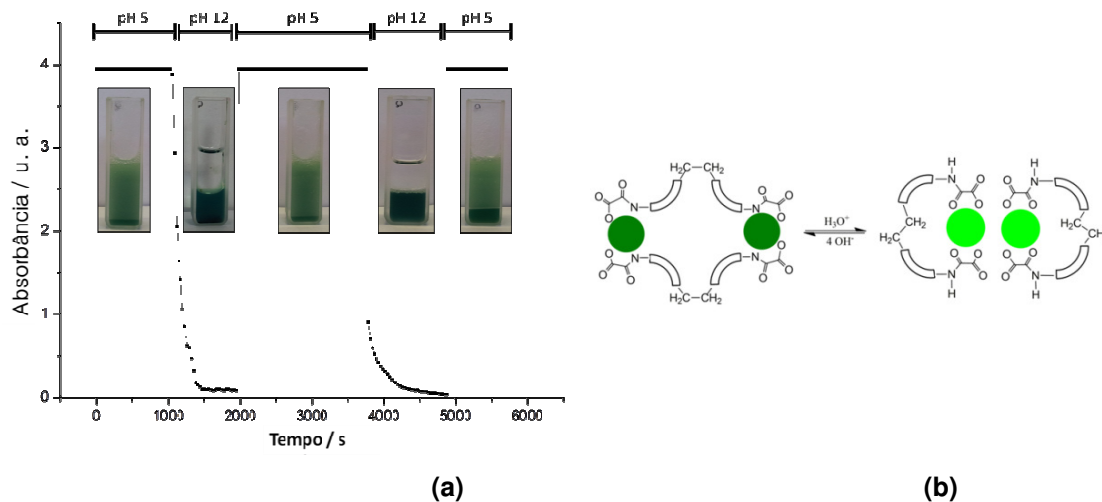 pH 5 pH 12 pH 5 pH 12 pH 5
4
3
2
1
0
Absorbância / u. a.
0 1000 2000 3000 4000 5000 6000
Tempo / s
(a)
H₂C CH₂
O O O O
O N N O
O N N O
O O O O
H₂C CH₂
H₃O⁺
4 OH⁻
H H
N O O N
O O O O
CH₂ H₂C
H₂C CH₂
O O O O
N O O N
H H
(b)